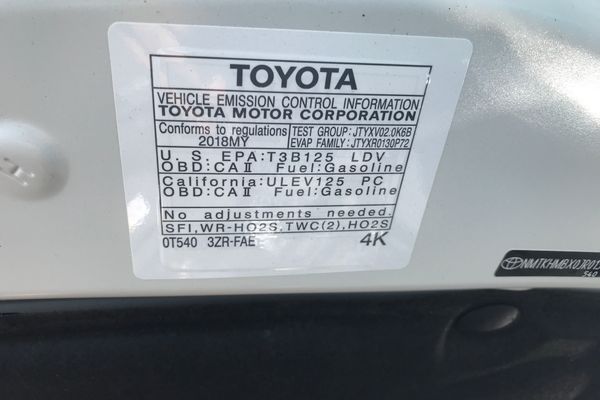 TOYOTA
VEHICLE EMISSION CONTROL INFORMATION
TOYOTA MOTOR CORPORATION
Conforms to regulations
2018MY
TEST GROUP: JTYXV02.0K6B
EVAP FAMILY: JTYXR0130P72
U. S. EPA:T3B125 LDV
OBD:CAⅡ Fuel:Gasoline
California:ULEV125 PC
OBD:CAⅡ Fuel:Gasoline
No adjustments needed.
SFI,WR-HO2S,TWC(2),HO2S
0T540 3ZR-FAE 4K
540